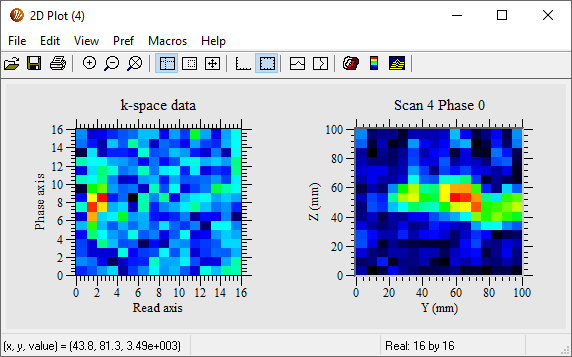 2D Plot (4)
File Edit View Pref Macros Help
k-space data
Scan 4 Phase 0
16
14
12
10
8
6
4
2
0
Phase axis
0 2 4 6 8 10 12 14 16
Read axis
100
80
60
40
20
0
Z (mm)
0 20 40 60 80 100
Y (mm)
(x, y, value) = (43.8, 81.3, 3.49e+003)
Real: 16 by 16